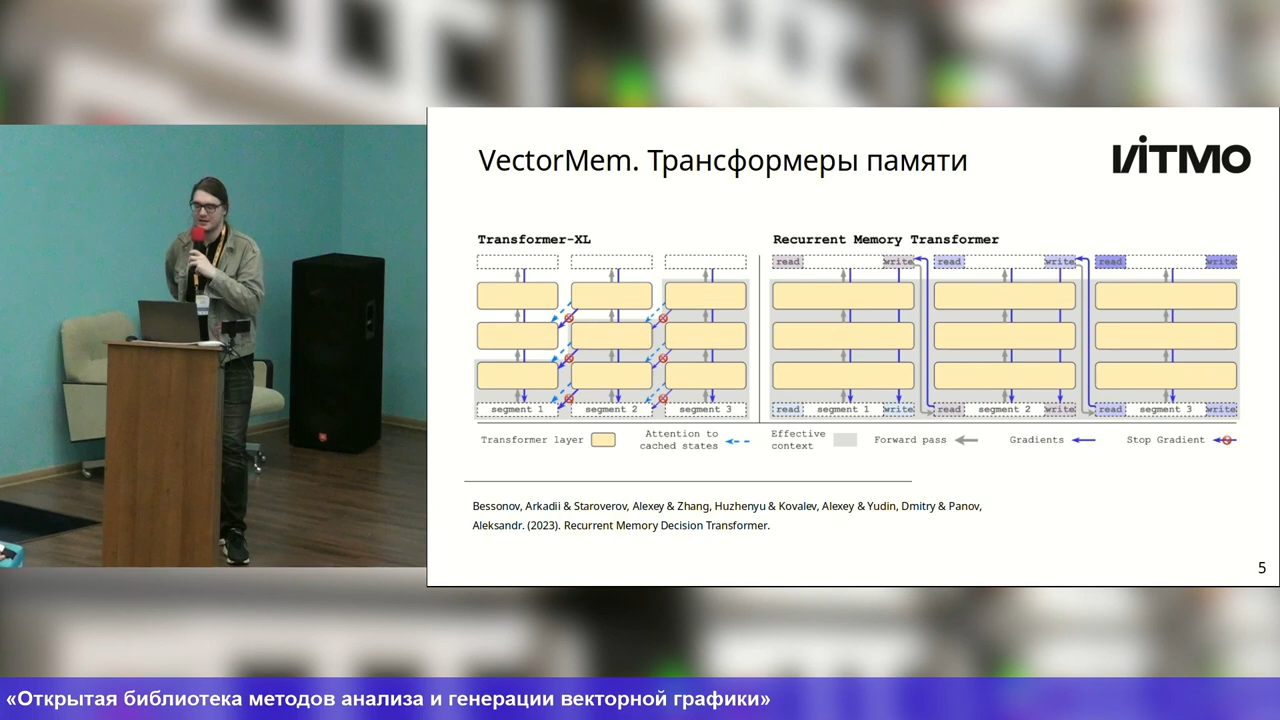 VectorMem. Трансформеры памяти
ITMO
Transformer-XL
Recurrent Memory Transformer
read write read write read write
segment 1 segment 2 segment 3
read segment 1 write read segment 2 write read segment 3 write
Transformer layer
Attention to
cached states
Effective
context
Forward pass
Gradients
Stop Gradient
Bessonov, Arkadii & Staroverov, Alexey & Zhang, Huzhenyu & Kovalev, Alexey & Yudin, Dmitry & Panov,
Aleksandr. (2023). Recurrent Memory Decision Transformer.
5
«Открытая библиотека методов анализа и генерации векторной графики»